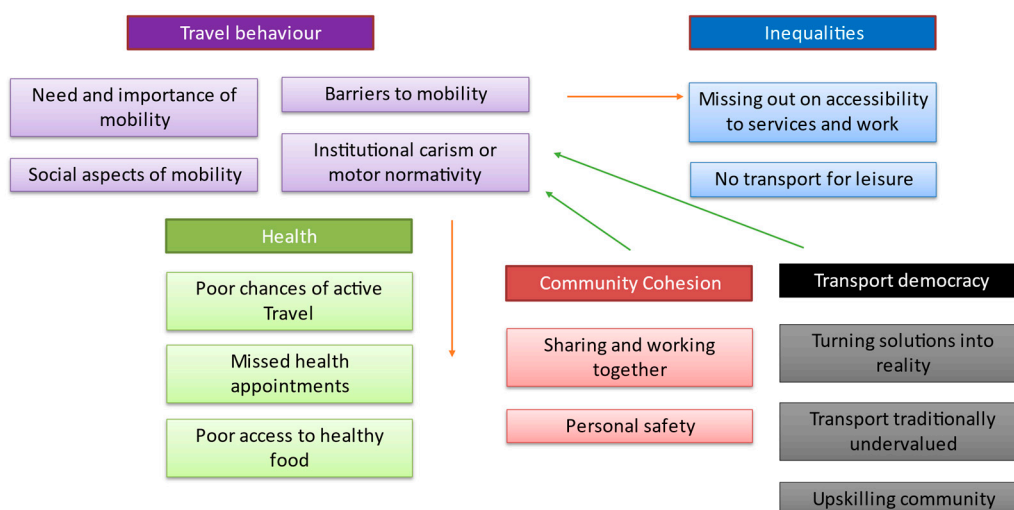 Travel behaviour
Inequalities
Need and importance of
mobility
Barriers to mobility
Missing out on accessibility
to services and work
Social aspects of mobility
Institutional carism or
motor normativity
No transport for leisure
Health
Poor chances of active
Travel
Missed health
appointments
Poor access to healthy
food
Community Cohesion
Sharing and working
together
Personal safety
Transport democracy
Turning solutions into
reality
Transport traditionally
undervalued
Upskilling community